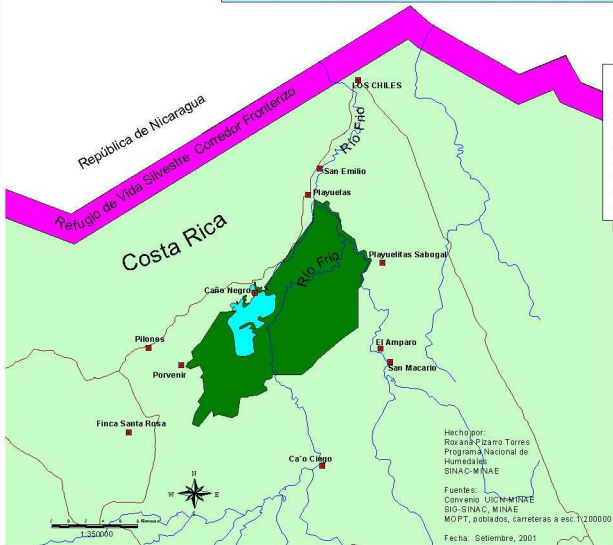 LOS CHILES
República de Nicaragua
Refugio de Vida Silvestre Corredor Fronterizo
Río Frio
San Emilio
Playuelas
Costa Rica
Playuelitas Sabogal
Río Frio
Caño Negro
Pilones
El Amparo
San Macario
Porvenir
Finca Santa Rosa
Ca¨o Ciego
N
W
E
S
1:350000
Hecho por:
Roxana Pizarro Torres
Programa Nacional de
Humedales
SINAC-MINAE
Fuentes:
Convenio UICN-MINAE
SIG-SINAC, MINAE
MOPT, poblados, carreteras a esc.1:200000
Fecha: Setiembre, 2001